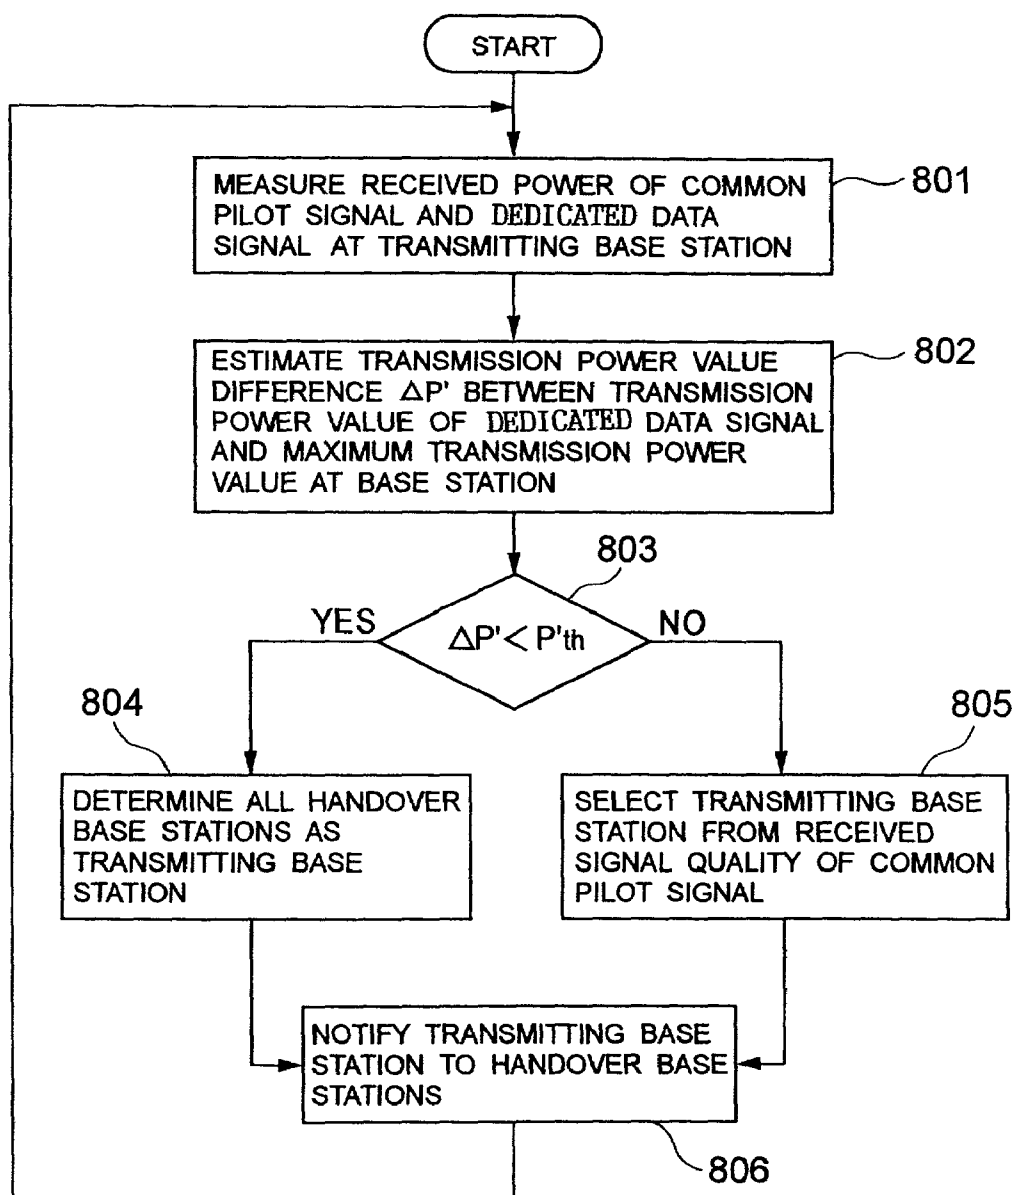 START
MEASURE RECEIVED POWER OF COMMON
PILOT SIGNAL AND DEDICATED DATA
SIGNAL AT TRANSMITTING BASE STATION
801
ESTIMATE TRANSMISSION POWER VALUE
DIFFERENCE △P' BETWEEN TRANSMISSION
POWER VALUE OF DEDICATED DATA SIGNAL
AND MAXIMUM TRANSMISSION POWER
VALUE AT BASE STATION
802
803
YES
△P'<P'th
NO
804
DETERMINE ALL HANDOVER
BASE STATIONS AS
TRANSMITTING BASE
STATION
805
SELECT TRANSMITTING BASE
STATION FROM RECEIVED
SIGNAL QUALITY OF COMMON
PILOT SIGNAL
NOTIFY TRANSMITTING BASE
STATION TO HANDOVER BASE
STATIONS
806